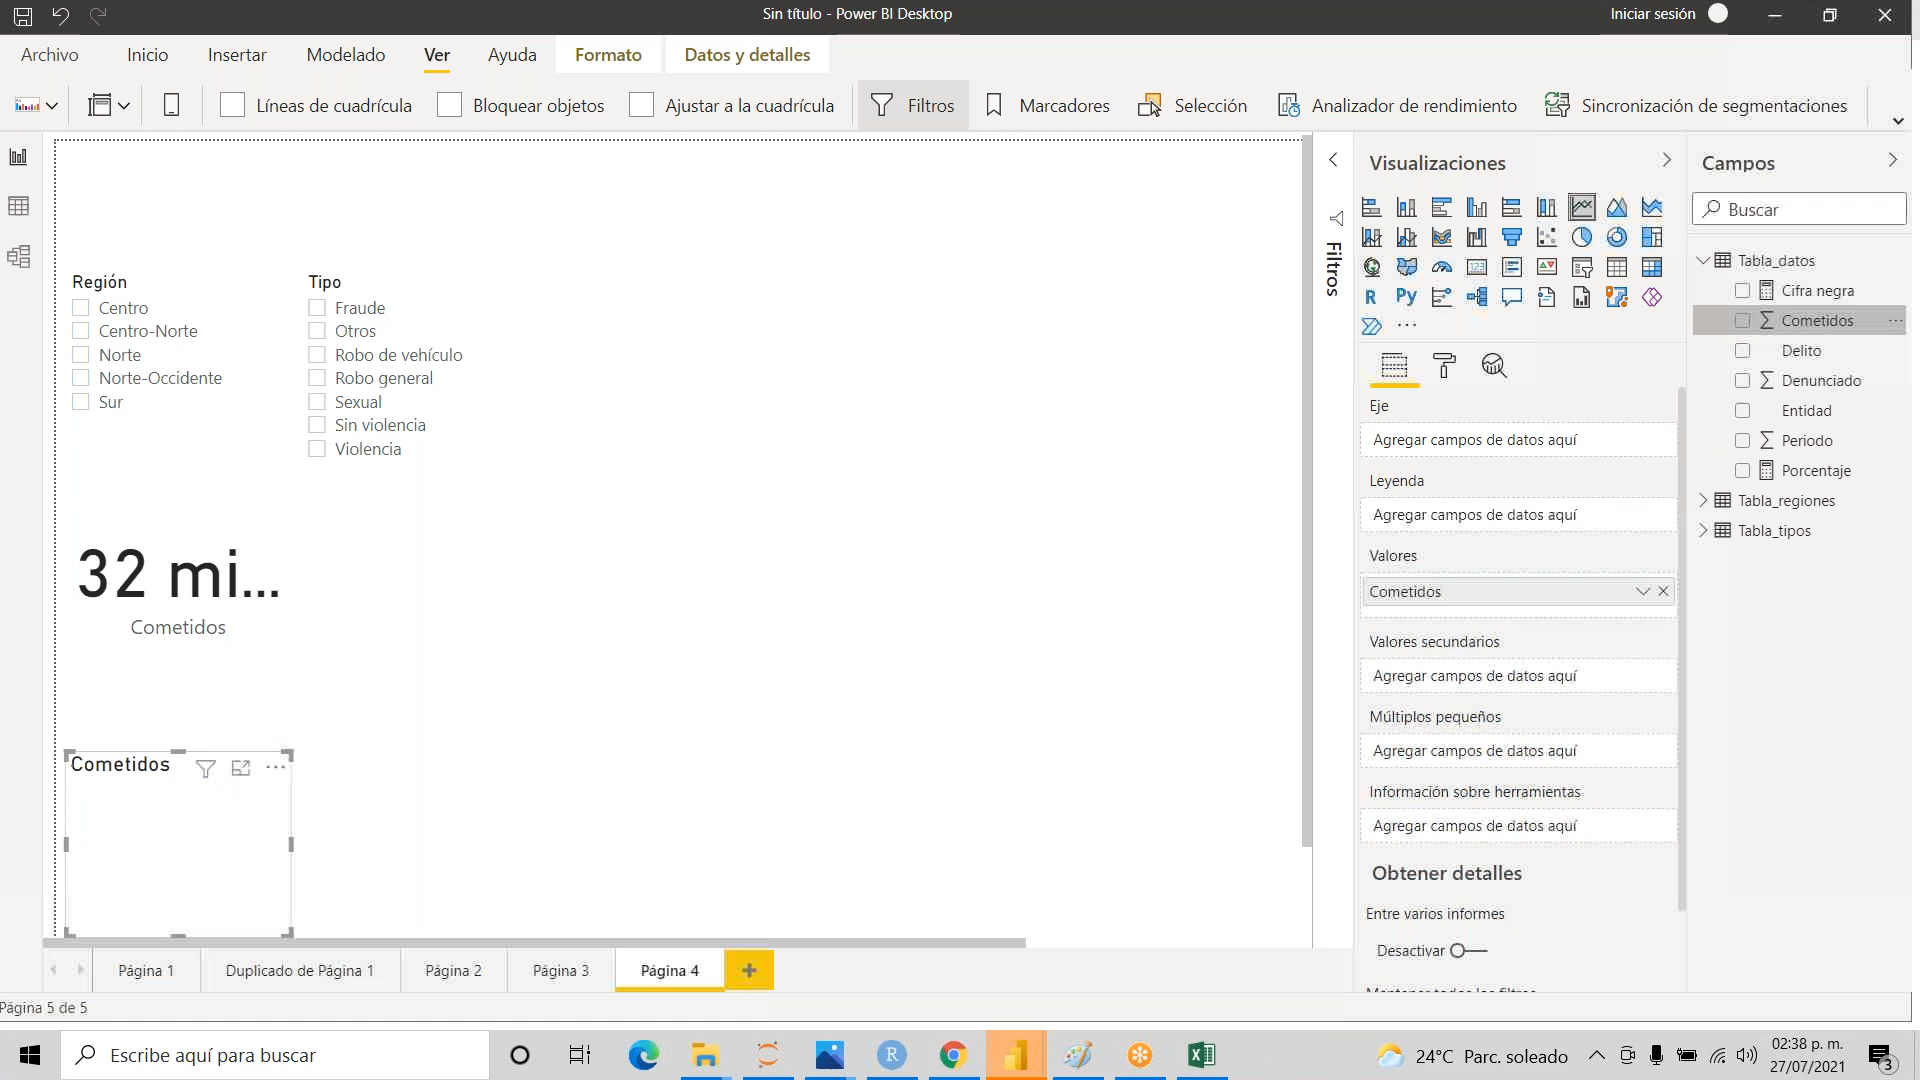 Sin título - Power BI Desktop
Iniciar sesión
Archivo Inicio Insertar Modelado Ver Ayuda Formato Datos y detalles
Líneas de cuadrícula Bloquear objetos Ajustar a la cuadrícula Filtros Marcadores Selección Analizador de rendimiento Sincronización de segmentaciones
Región
Centro
Centro-Norte
Norte
Norte-Occidente
Sur
Tipo
Fraude
Otros
Robo de vehículo
Robo general
Sexual
Sin violencia
Violencia
32 mi...
Cometidos
Cometidos
Filtros
Visualizaciones
123
R Py
Eje
Agregar campos de datos aquí
Leyenda
Agregar campos de datos aquí
Valores
Cometidos
Valores secundarios
Agregar campos de datos aquí
Múltiplos pequeños
Agregar campos de datos aquí
Información sobre herramientas
Agregar campos de datos aquí
Obtener detalles
Entre varios informes
Desactivar
Campos
Buscar
Tabla_datos
Cifra negra
Cometidos
Delito
Denunciado
Entidad
Periodo
Porcentaje
Tabla_regiones
Tabla_tipos
Página 1 Duplicado de Página 1 Página 2 Página 3 Página 4
Página 5 de 5
Escribe aquí para buscar
R
24°C Parc. soleado
02:38 p. m.
27/07/2021
3